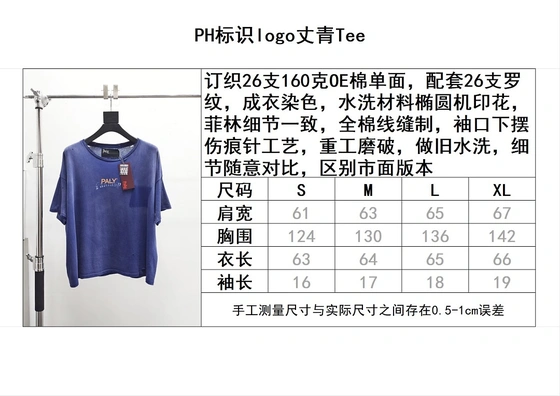 PH标识logo丈青Tee
订织26支160克OE棉单面，配套26支罗
纹，成衣染色，水洗材料椭圆机印花，
菲林细节一致，全棉线缝制，袖口下摆
伤痕针工艺，重工磨破，做旧水洗，细
节随意对比，区别市面版本
尺码 S M L XL
肩宽 61 63 65 67
胸围 124 130 136 142
衣长 63 64 65 66
袖长 16 17 18 19
手工测量尺寸与实际尺寸之间存在0.5-1cm误差
PALY